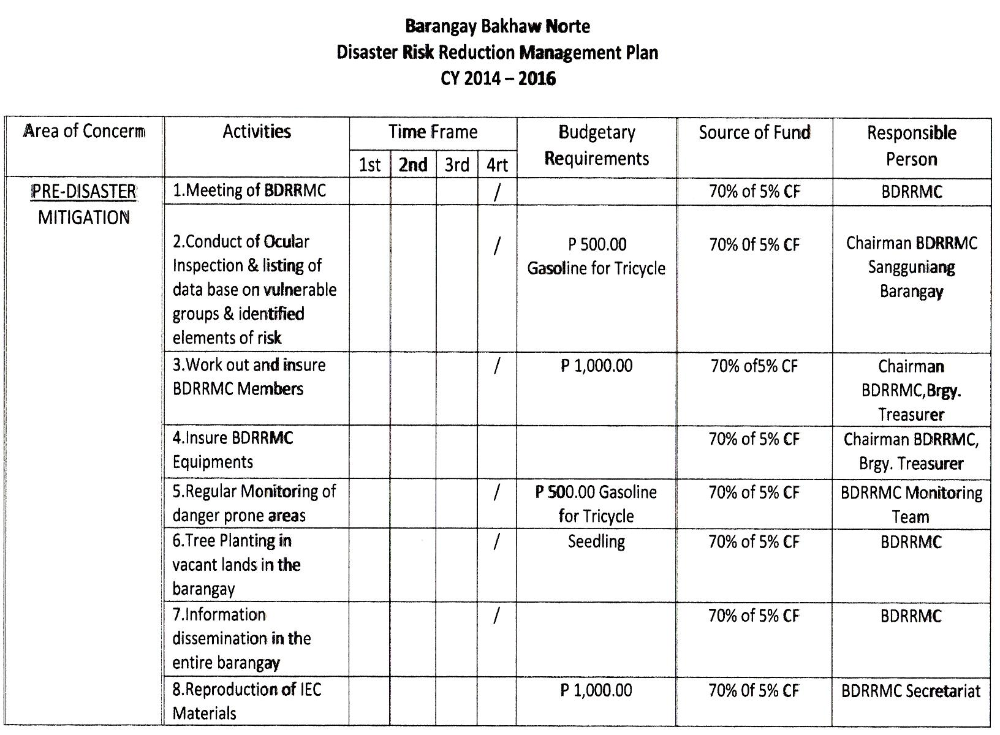 Barangay Bakhaw Norte
Disaster Risk Reduction Management Plan
CY 2014 – 2016
Area of Concerm
Activities
Time Frame
Budgetary
Requirements
Source of Fund
Responsible
Person
1st
2nd
3rd
4rt
PRE-DISASTER
MITIGATION
1.Meeting of BDRRMC
/
70% of 5% CF
BDRRMC
2.Conduct of Ocular
Inspection & listing of
data base on vulnerable
groups & identified
elements of risk
/
P 500.00
Gasoline for Tricycle
70% 0f 5% CF
Chairman BDRRMC
Sangguniang
Barangay
3.Work out and insure
BDRRMC Members
/
P 1,000.00
70% of5% CF
Chairman
BDRRMC,Brgy.
Treasurer
4.Insure BDRRMC
Equipments
70% of 5% CF
Chairman BDRRMC,
Brgy. Treasurer
5.Regular Monitoring of
danger prone areas
/
P 500.00 Gasoline
for Tricycle
70% of 5% CF
BDRRMC Monitoring
Team
6.Tree Planting in
vacant lands in the
barangay
/
Seedling
70% of 5% CF
BDRRMC
7.Information
dissemination in the
entire barangay
/
70% of 5% CF
BDRRMC
8.Reproduction of IEC
Materials
P 1,000.00
70% 0f 5% CF
BDRRMC Secretariat